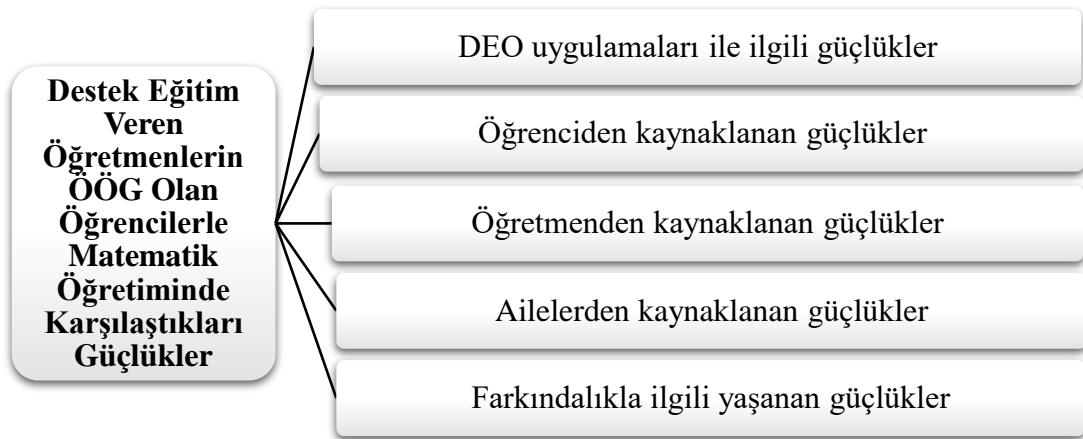 Destek Eğitim
Veren
Öğretmenlerin
ÖÖG Olan
Öğrencilerle
Matematik
Öğretiminde
Karşılaştıkları
Güçlükler
DEO uygulamaları ile ilgili güçlükler
Öğrenciden kaynaklanan güçlükler
Öğretmenden kaynaklanan güçlükler
Ailelerden kaynaklanan güçlükler
Farkındalıkla ilgili yaşanan güçlükler